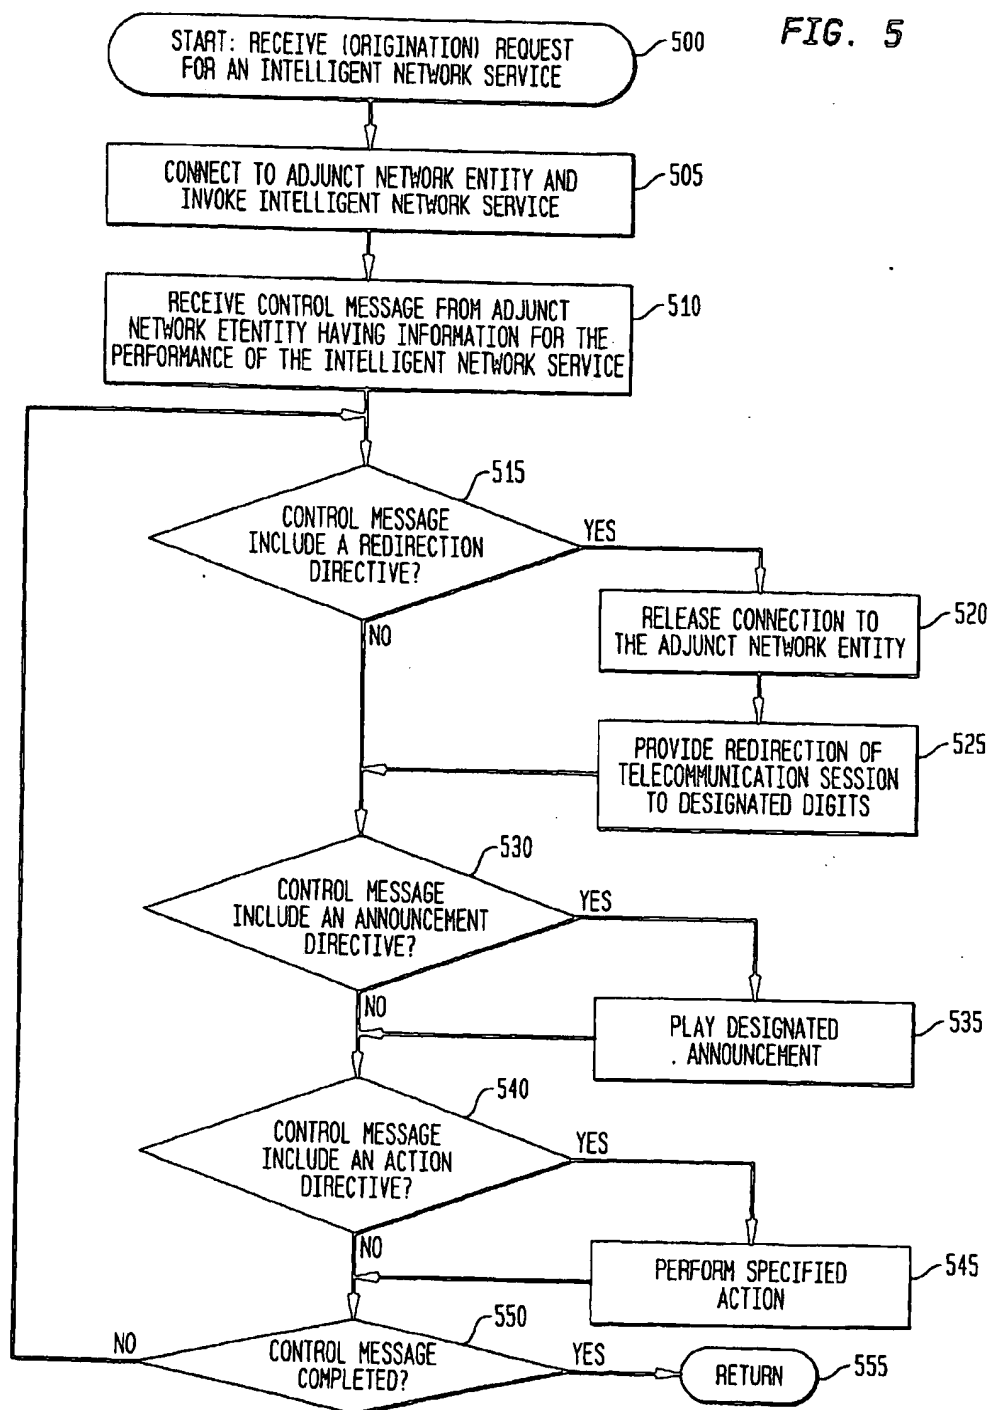 FIG. 5
START: RECEIVE (ORIGINATION) REQUEST
FOR AN INTELLIGENT NETWORK SERVICE
500
CONNECT TO ADJUNCT NETWORK ENTITY AND
INVOKE INTELLIGENT NETWORK SERVICE
505
RECEIVE CONTROL MESSAGE FROM ADJUNCT
NETWORK ETENTITY HAVING INFORMATION FOR THE
PERFORMANCE OF THE INTELLIGENT NETWORK SERVICE
510
515
CONTROL MESSAGE
INCLUDE A REDIRECTION
DIRECTIVE?
YES
NO
RELEASE CONNECTION TO
THE ADJUNCT NETWORK ENTITY
520
PROVIDE REDIRECTION OF
TELECOMMUNICATION SESSION
TO DESIGNATED DIGITS
525
530
CONTROL MESSAGE
INCLUDE AN ANNOUNCEMENT
DIRECTIVE?
YES
NO
PLAY DESIGNATED
ANNOUNCEMENT
535
540
CONTROL MESSAGE
INCLUDE AN ACTION
DIRECTIVE?
YES
NO
PERFORM SPECIFIED
ACTION
545
550
NO
CONTROL MESSAGE
COMPLETED?
YES
RETURN
555